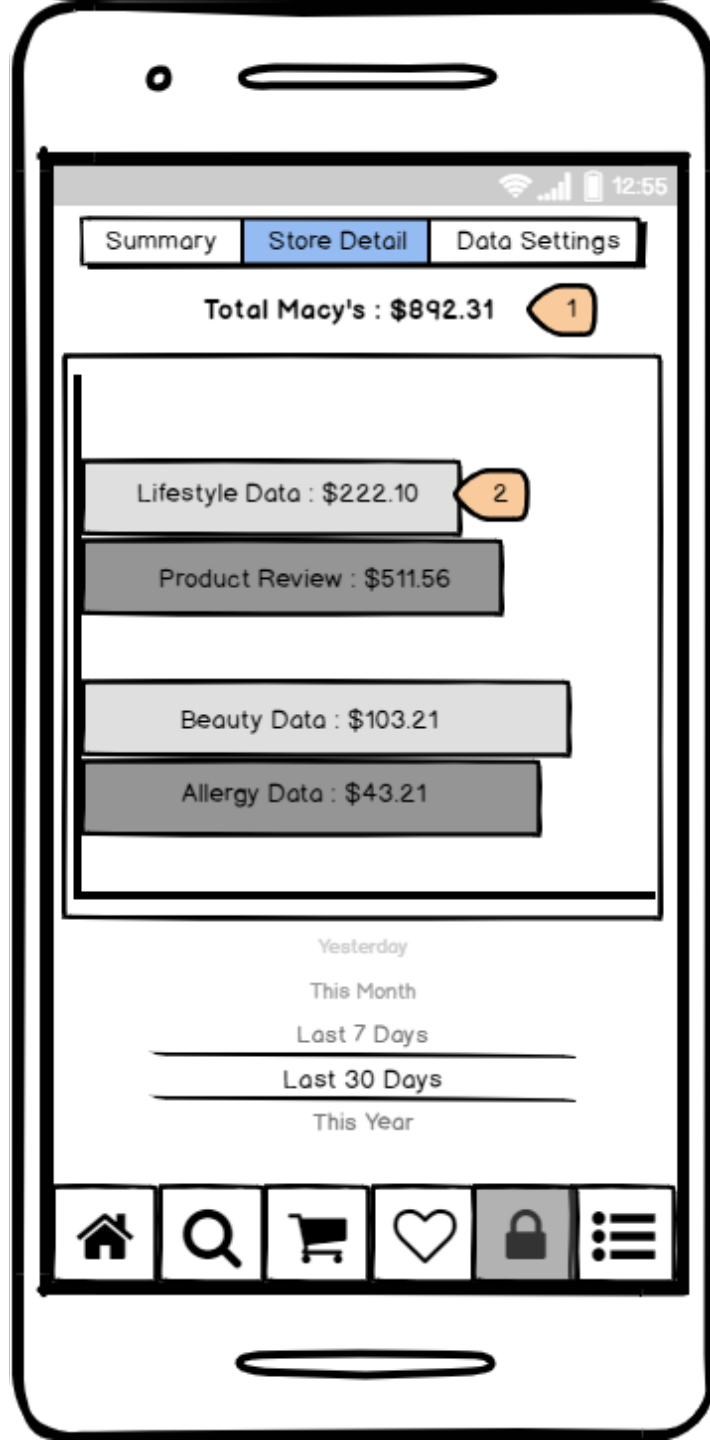 12:55
Summary Store Detail Data Settings
Total Macy's : $892.31 1
Lifestyle Data : $222.10 2
Product Review : $511.56
Beauty Data : $103.21
Allergy Data : $43.21
Yesterday
This Month
Last 7 Days
Last 30 Days
This Year